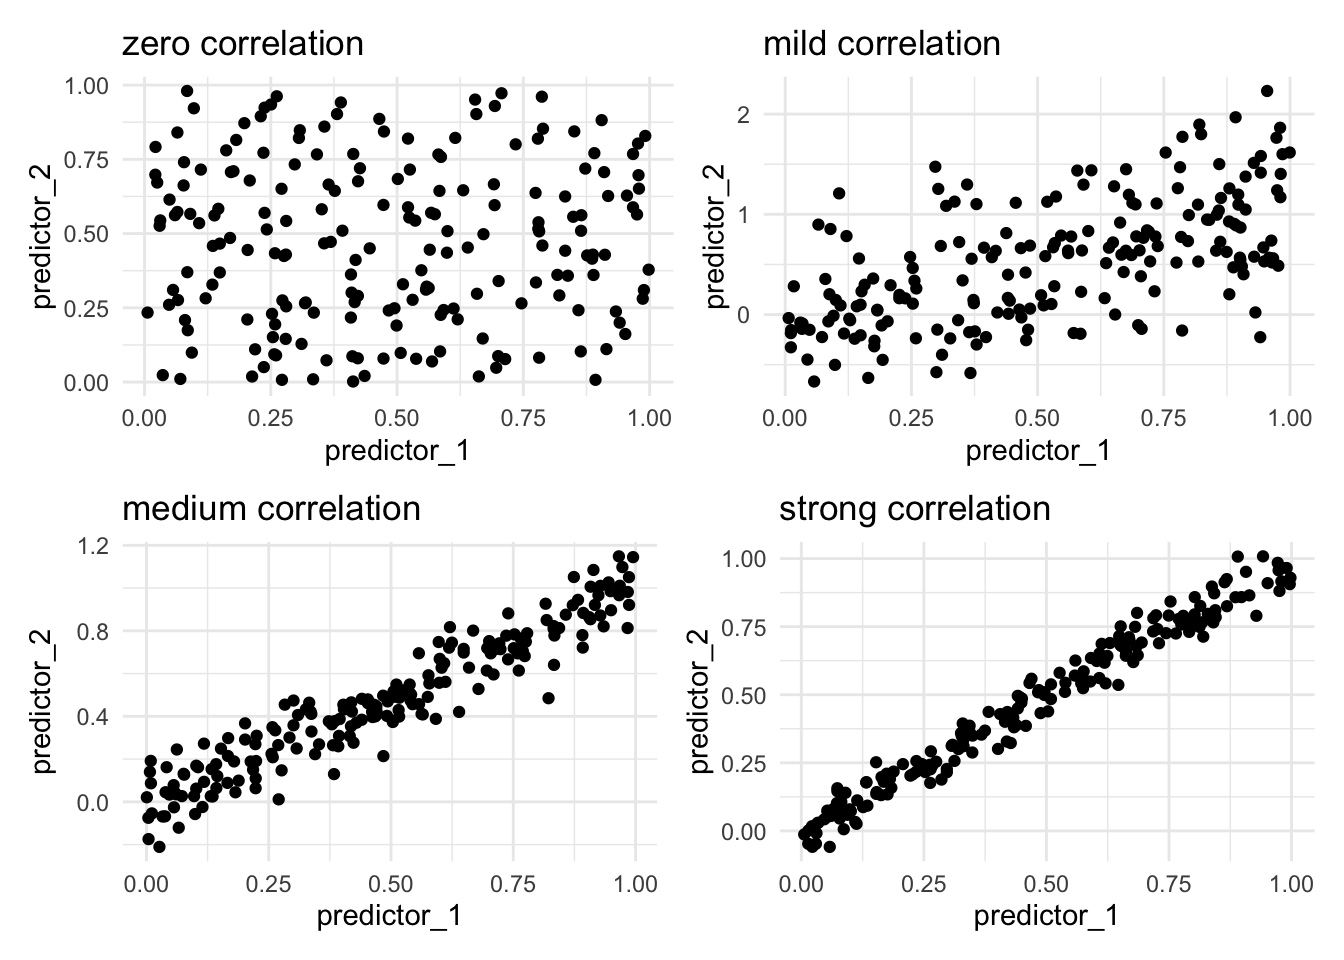 zero correlation
1.00
0.75
0.50
0.25
0.00
predictor_2
0.00 0.25 0.50 0.75 1.00
predictor_1
mild correlation
2
1
0
predictor_2
0.00 0.25 0.50 0.75 1.00
predictor_1
medium correlation
1.2
0.8
0.4
0.0
predictor_2
0.00 0.25 0.50 0.75 1.00
predictor_1
strong correlation
1.00
0.75
0.50
0.25
0.00
predictor_2
0.00 0.25 0.50 0.75 1.00
predictor_1